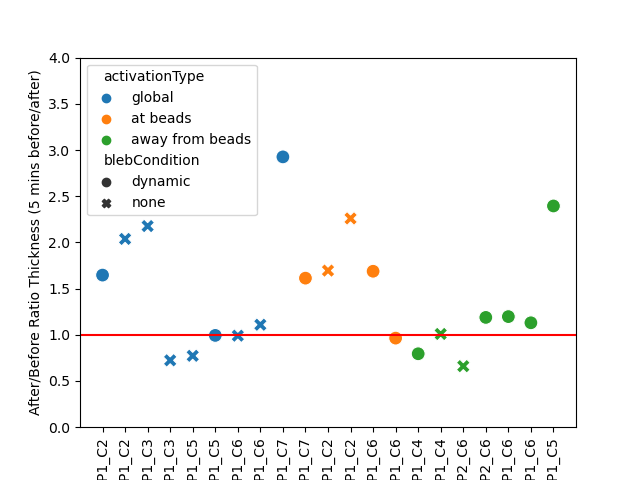 After/Before Ratio Thickness (5 mins before/after)
4.0
3.5
3.0
2.5
2.0
1.5
1.0
0.5
0.0
activationType
global
at beads
away from beads
blebCondition
dynamic
none
P1_C2
P1_C2
P1_C3
P1_C3
P1_C5
P1_C5
P1_C6
P1_C6
P1_C7
P1_C7
P1_C2
P1_C2
P1_C6
P1_C6
P1_C4
P1_C4
P2_C6
P2_C6
P1_C6
P1_C6
P1_C5